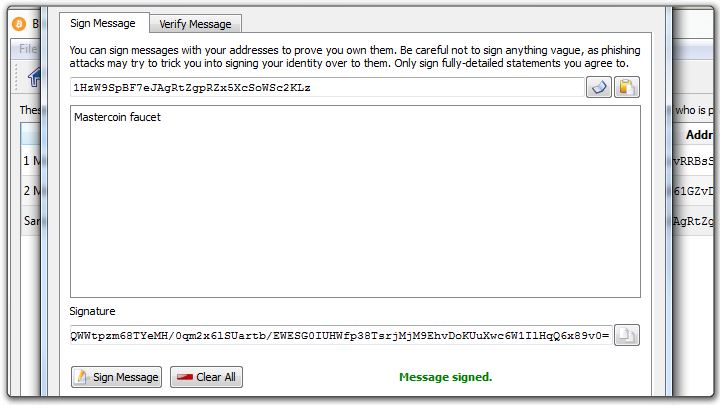 B
Sign Message
Verify Message
File
You can sign messages with your addresses to prove you own them. Be careful not to sign anything vague, as phishing
attacks may try to trick you into signing your identity over to them. Only sign fully-detailed statements you agree to.
1HzW9SpBF7eJAgRtZgpRZx5XcSoWSc2KLz
These
who is p
Mastercoin faucet
Addr
1 M
vRRBsS
2 M
61GZvD
Sar
AgRtZg
Signature
QWWtpzm68TYeMH/0qm2x6lSUartb/EWESG0IUHWfp38TsrjMjM9EhvDoKUuXwc6W1IlHqQ6x89v0=
Sign Message
Clear All
Message signed.